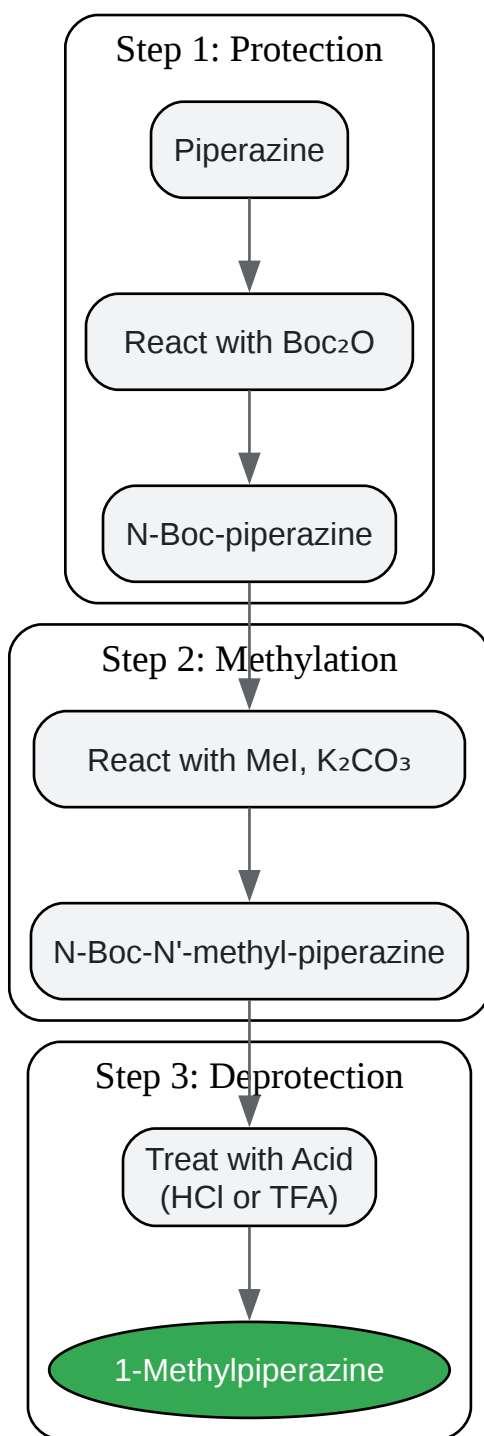 Step 1: Protection
Piperazine
React with Boc₂O
N-Boc-piperazine
Step 2: Methylation
React with MeI, K₂CO₃
N-Boc-N'-methyl-piperazine
Step 3: Deprotection
Treat with Acid
(HCl or TFA)
1-Methylpiperazine